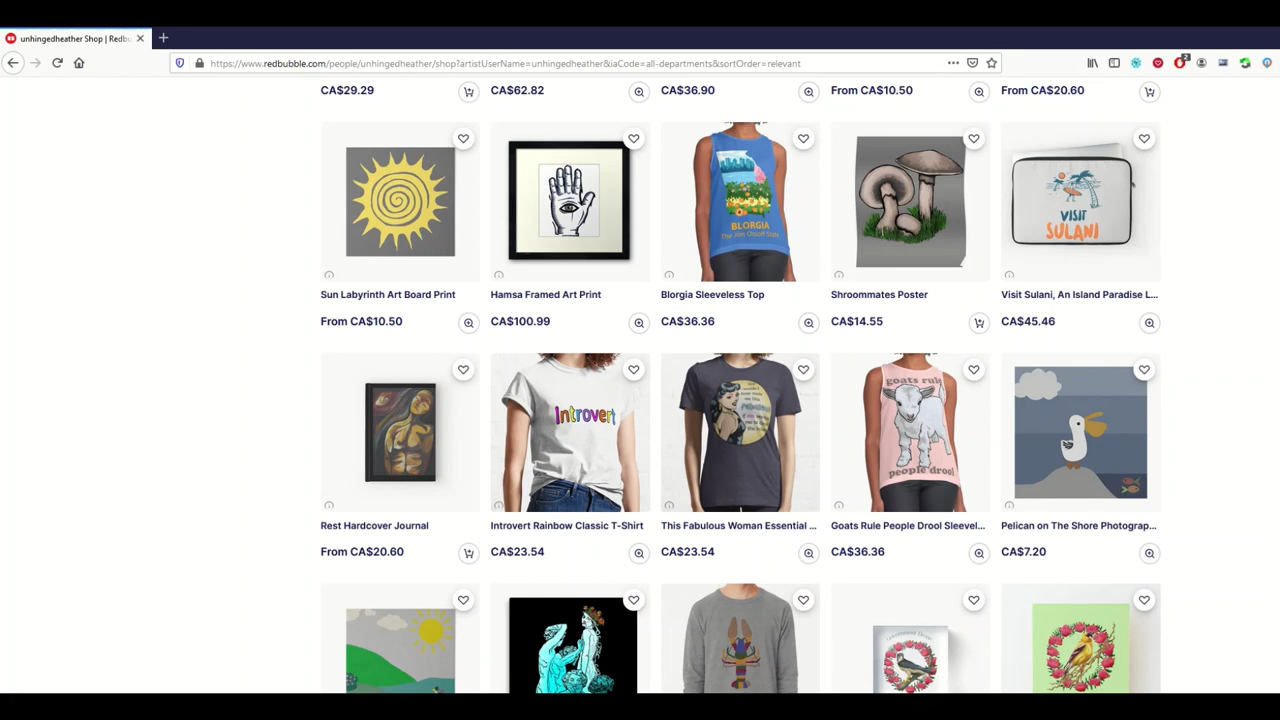 unhingedheather Shop | Redbu
https://www.redbubble.com/people/unhingedheather/shop?artistUserName=unhingedheather&iaCode=all-departments&sortOrder=relevant
2
CA$29.29 CA$62.82 CA$36.90 From CA$10.50 From CA$20.60
BLORGIA
VISIT
SULANI
Sun Labyrinth Art Board Print Hamsa Framed Art Print Blorgia Sleeveless Top Shroommates Poster Visit Sulani, An Island Paradise L...
From CA$10.50 CA$100.99 CA$36.36 CA$14.55 CA$45.46
Introvert
goats rule
people drool
Rest Hardcover Journal Introvert Rainbow Classic T-Shirt This Fabulous Woman Essential ... Goats Rule People Drool Sleevel... Pelican on The Shore Photograp...
From CA$20.60 CA$23.54 CA$23.54 CA$36.36 CA$7.20